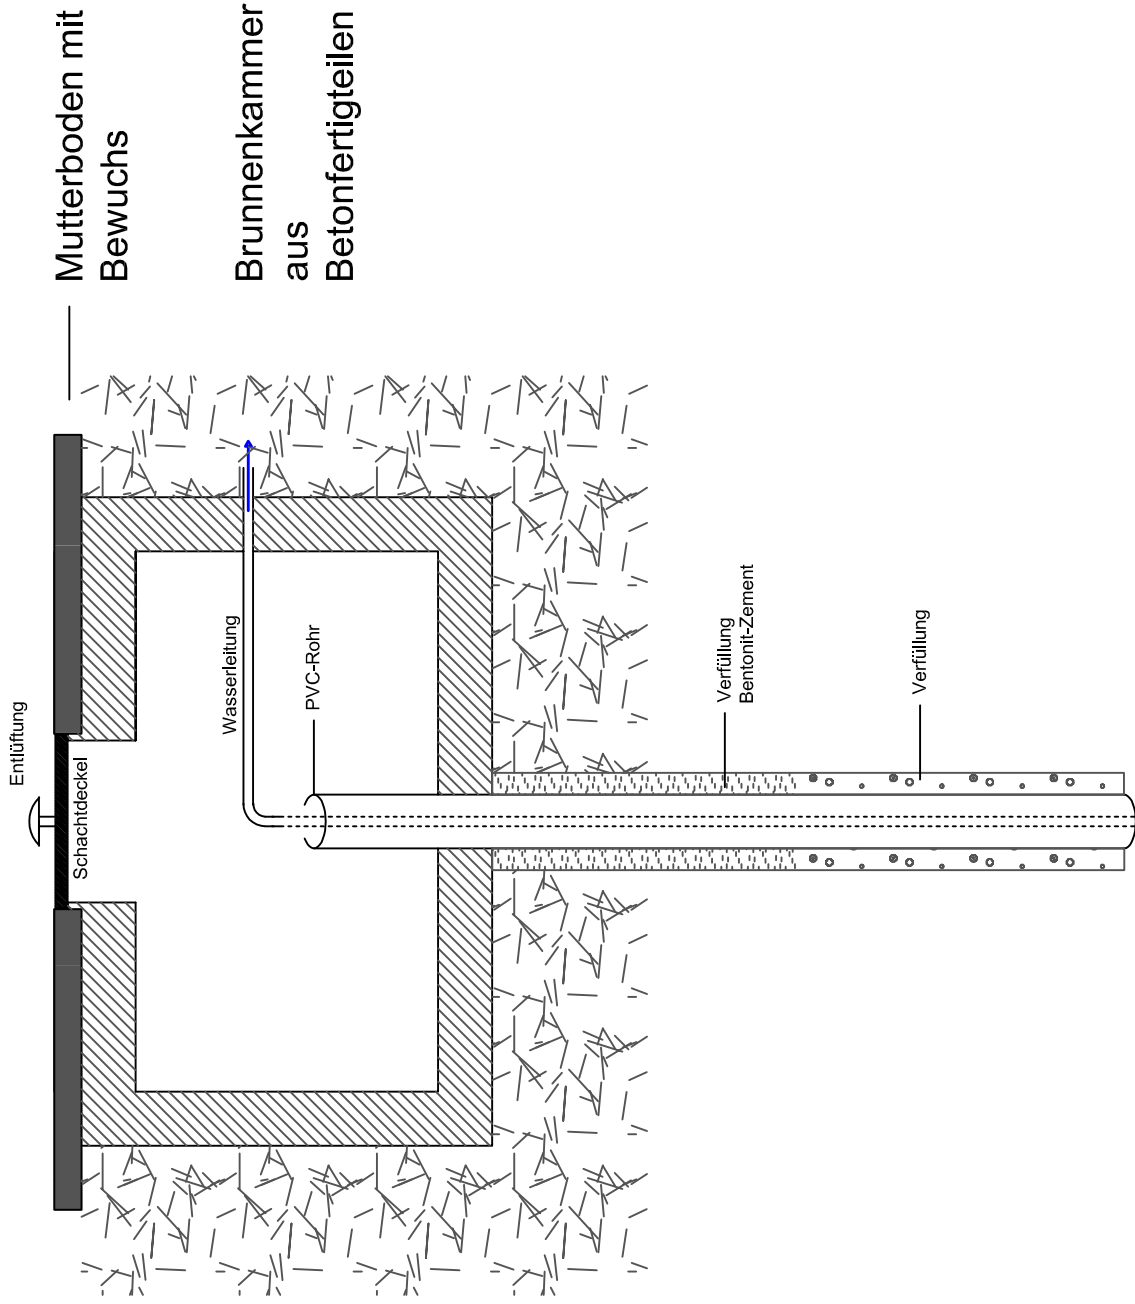 Mutterboden mit
Bewuchs
Brunnenkammer
aus
Betonfertigteilen
Entlüftung
Schachtdeckel
Wasserleitung
PVC-Rohr
Verfüllung
Bentonit-Zement
Verfüllung